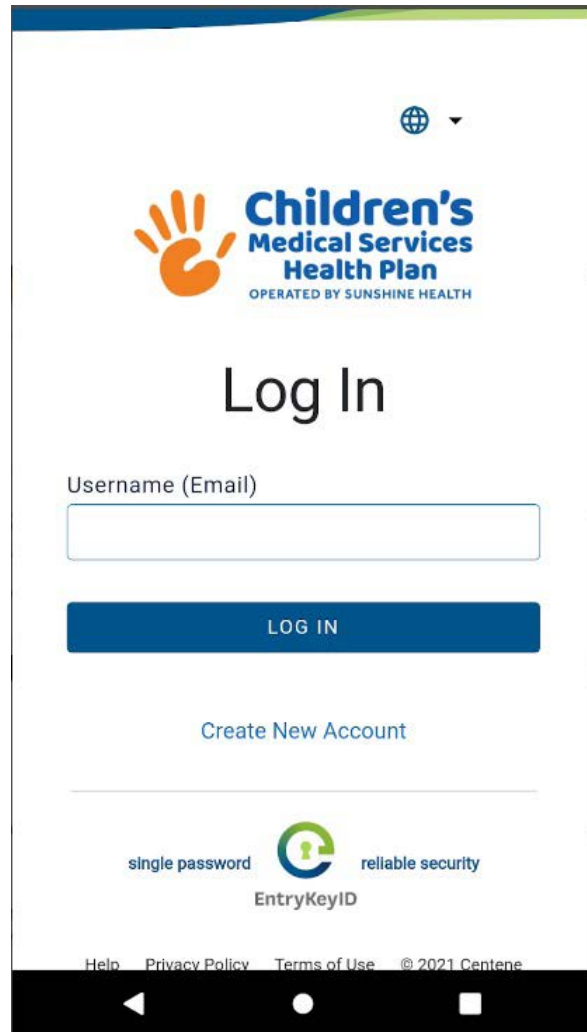 Children's
Medical Services
Health Plan
OPERATED BY SUNSHINE HEALTH
Log In
Username (Email)
LOG IN
Create New Account
single password reliable security
EntryKeyID
Help Privacy Policy Terms of Use © 2021 Centene